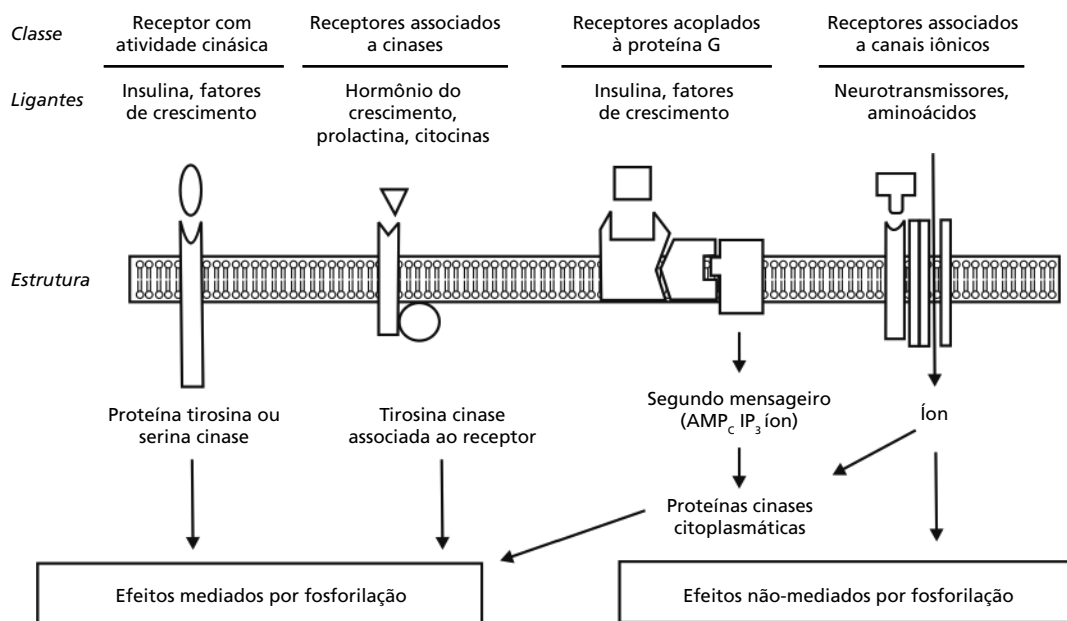 Classe
Receptor com
atividade cinásica
Receptores associados
a cinases
Receptores acoplados
à proteína G
Receptores associados
a canais iônicos
Ligantes
Insulina, fatores
de crescimento
Hormônio do
crescimento,
prolactina, citocinas
Insulina, fatores
de crescimento
Neurotransmissores,
aminoácidos
Estrutura
Proteína tirosina ou
serina cinase
Tirosina cinase
associada ao receptor
Segundo mensageiro
(AMPc IP3 íon)
Íon
Proteínas cinases
citoplasmáticas
Efeitos mediados por fosforilação
Efeitos não-mediados por fosforilação